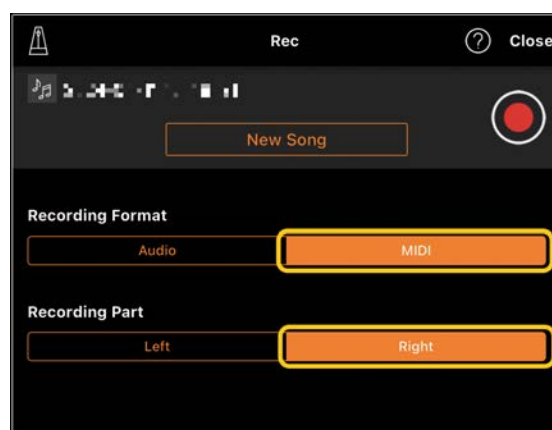 Rec Close
New Song
Recording Format
Audio MIDI
Recording Part
Left Right